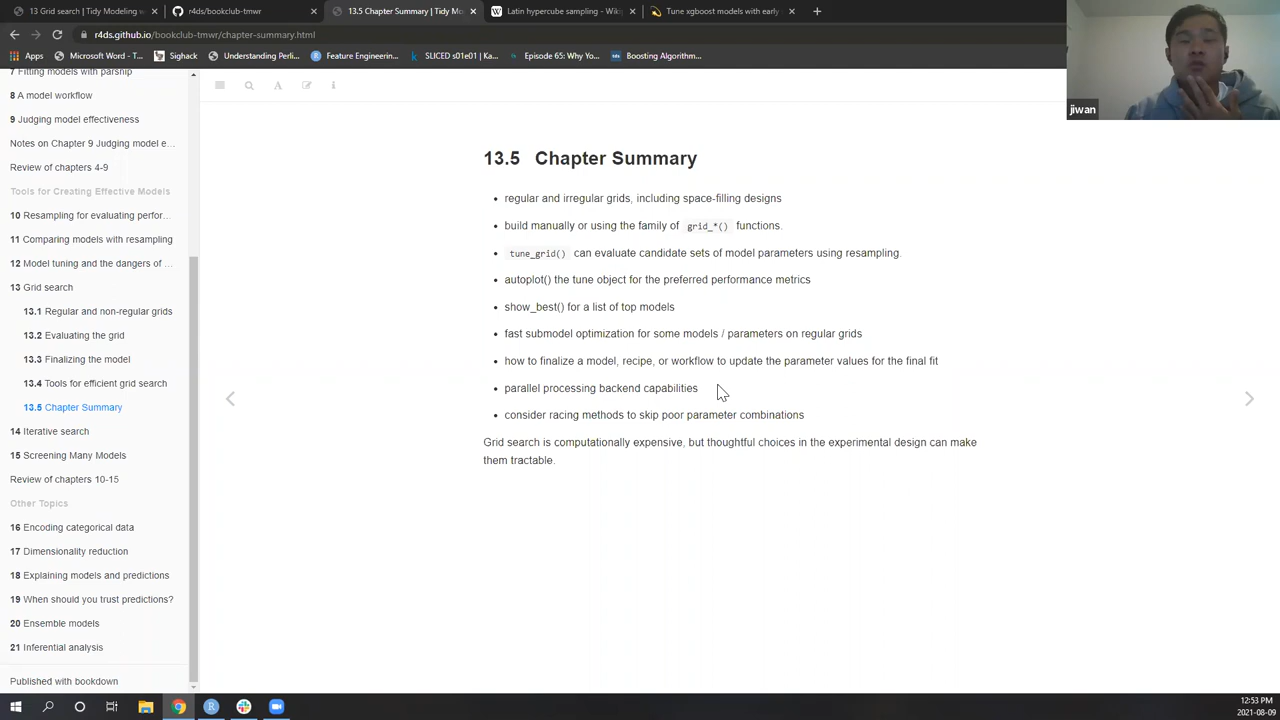 13 Grid search | Tidy Modeling w
r4ds/bookclub-tmwr
13.5 Chapter Summary | Tidy Mo
Latin hypercube sampling - Wiki
Tune xgboost models with early
r4ds.github.io/bookclub-tmwr/chapter-summary.html
Apps
Microsoft Word - T...
Sighack
Understanding Perli...
Feature Engineerin...
SLICED s01e01 | Ka...
Episode 65: Why Yo...
Boosting Algorithm...
jiwan
7 Fitting models with parsnip
8 A model workflow
9 Judging model effectiveness
Notes on Chapter 9 Judging model e...
Review of chapters 4-9
Tools for Creating Effective Models
10 Resampling for evaluating perfor...
11 Comparing models with resampling
12 Model tuning and the dangers of ...
13 Grid search
13.1 Regular and non-regular grids
13.2 Evaluating the grid
13.3 Finalizing the model
13.4 Tools for efficient grid search
13.5 Chapter Summary
14 Iterative search
15 Screening Many Models
Review of chapters 10-15
Other Topics
16 Encoding categorical data
17 Dimensionality reduction
18 Explaining models and predictions
19 When should you trust predictions?
20 Ensemble models
21 Inferential analysis
Published with bookdown
13.5 Chapter Summary
• regular and irregular grids, including space-filling designs
• build manually or using the family of grid_*() functions.
• tune_grid() can evaluate candidate sets of model parameters using resampling.
• autoplot() the tune object for the preferred performance metrics
• show_best() for a list of top models
• fast submodel optimization for some models / parameters on regular grids
• how to finalize a model, recipe, or workflow to update the parameter values for the final fit
• parallel processing backend capabilities
• consider racing methods to skip poor parameter combinations
Grid search is computationally expensive, but thoughtful choices in the experimental design can make
them tractable.
12:53 PM
2021-08-09